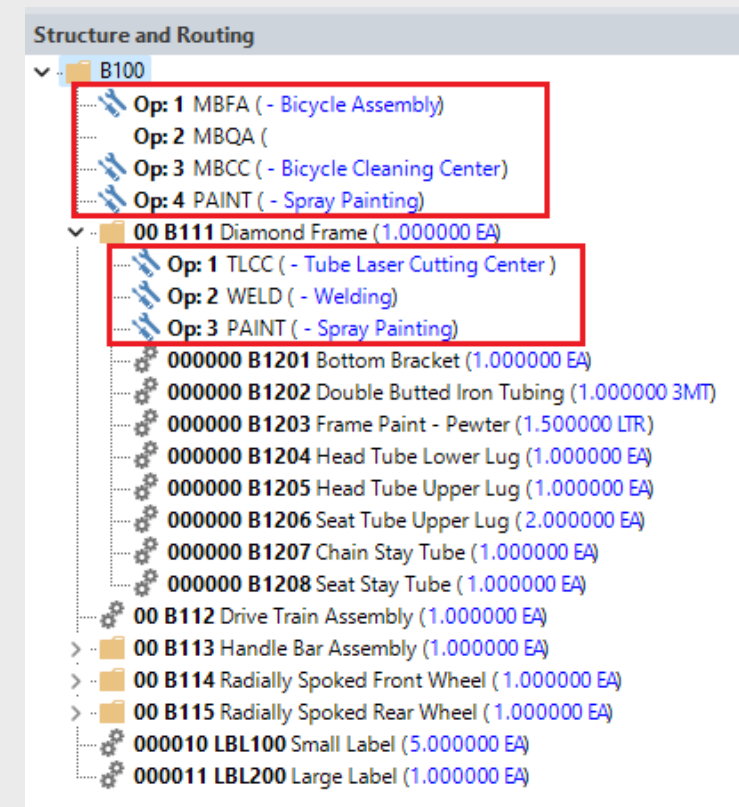 Structure and Routing
B100
Op: 1 MBFA ( - Bicycle Assembly)
Op: 2 MBQA (
Op: 3 MBCC ( - Bicycle Cleaning Center)
Op: 4 PAINT ( - Spray Painting)
00 B111 Diamond Frame (1.000000 EA)
Op: 1 TLCC ( - Tube Laser Cutting Center )
Op: 2 WELD ( - Welding)
Op: 3 PAINT ( - Spray Painting)
000000 B1201 Bottom Bracket (1.000000 EA)
000000 B1202 Double Butted Iron Tubing (1.000000 3MT)
000000 B1203 Frame Paint - Pewter (1.500000 LTR)
000000 B1204 Head Tube Lower Lug (1.000000 EA)
000000 B1205 Head Tube Upper Lug (1.000000 EA)
000000 B1206 Seat Tube Upper Lug (2.000000 EA)
000000 B1207 Chain Stay Tube (1.000000 EA)
000000 B1208 Seat Stay Tube (1.000000 EA)
00 B112 Drive Train Assembly (1.000000 EA)
00 B113 Handle Bar Assembly (1.000000 EA)
00 B114 Radially Spoked Front Wheel (1.000000 EA)
00 B115 Radially Spoked Rear Wheel (1.000000 EA)
000010 LBL100 Small Label (5.000000 EA)
000011 LBL200 Large Label (1.000000 EA)